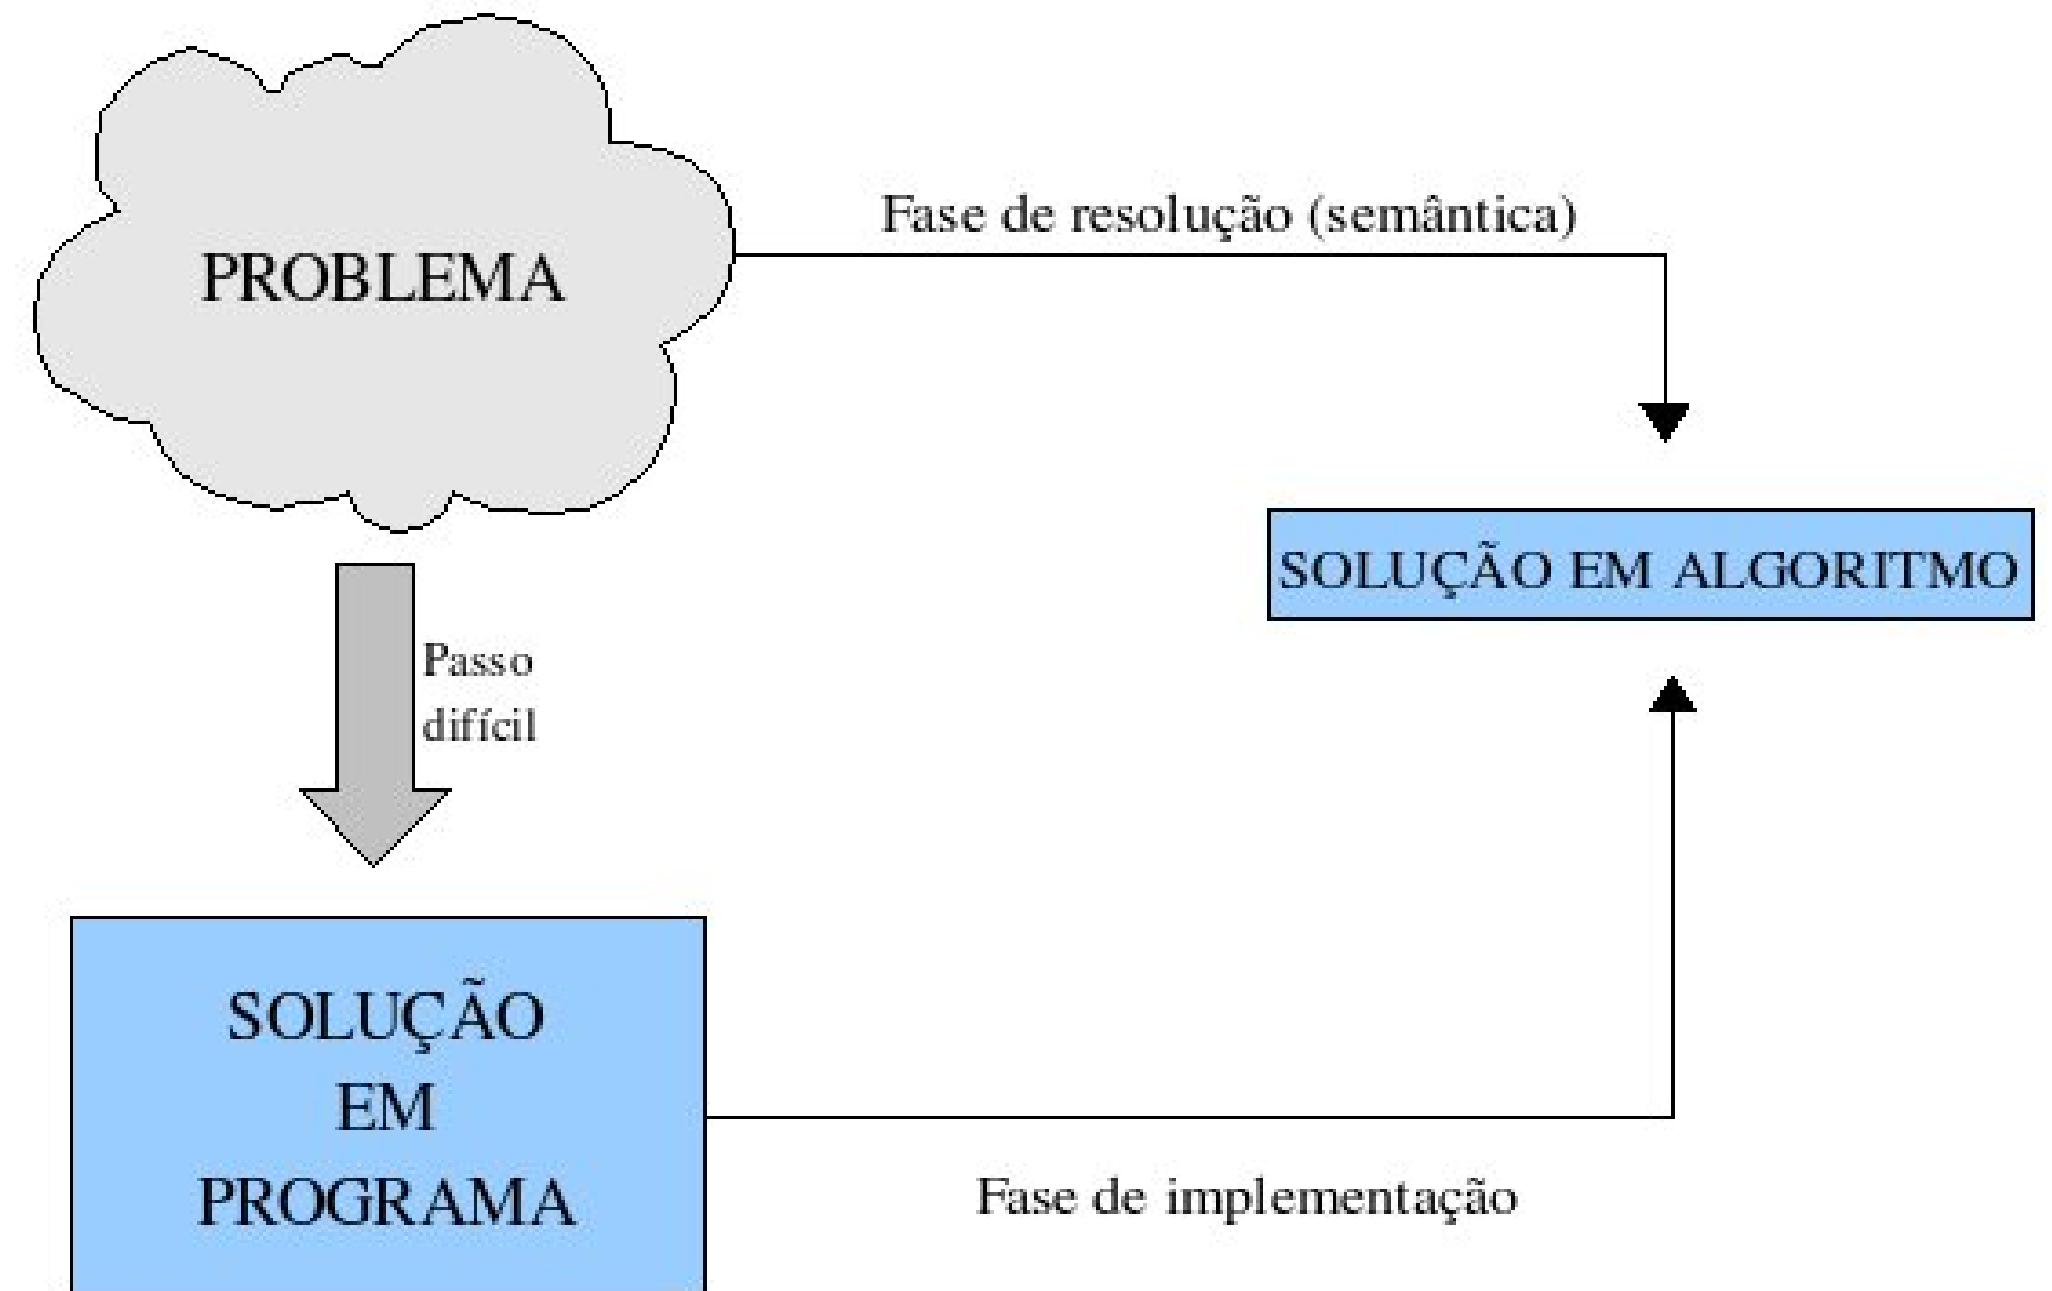 Fase de resolução (semântica)
PROBLEMA
SOLUÇÃO EM ALGORITMO
Passo
difícil
SOLUÇÃO
EM
PROGRAMA
Fase de implementação